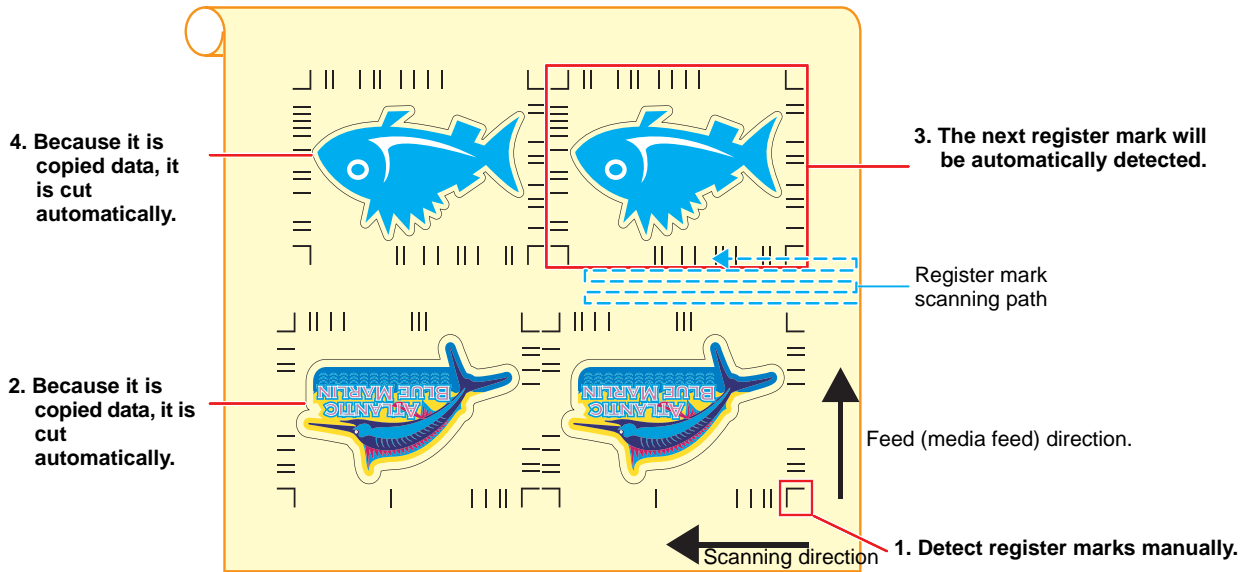 4. Because it is
copied data, it
is cut
automatically.
3. The next register mark will
be automatically detected.
Register mark
scanning path
2. Because it is
copied data, it is
cut
automatically.
ATLANTIC
BLUE MARLIN
ATLANTIC
BLUE MARLIN
Feed (media feed) direction.
Scanning direction
1. Detect register marks manually.